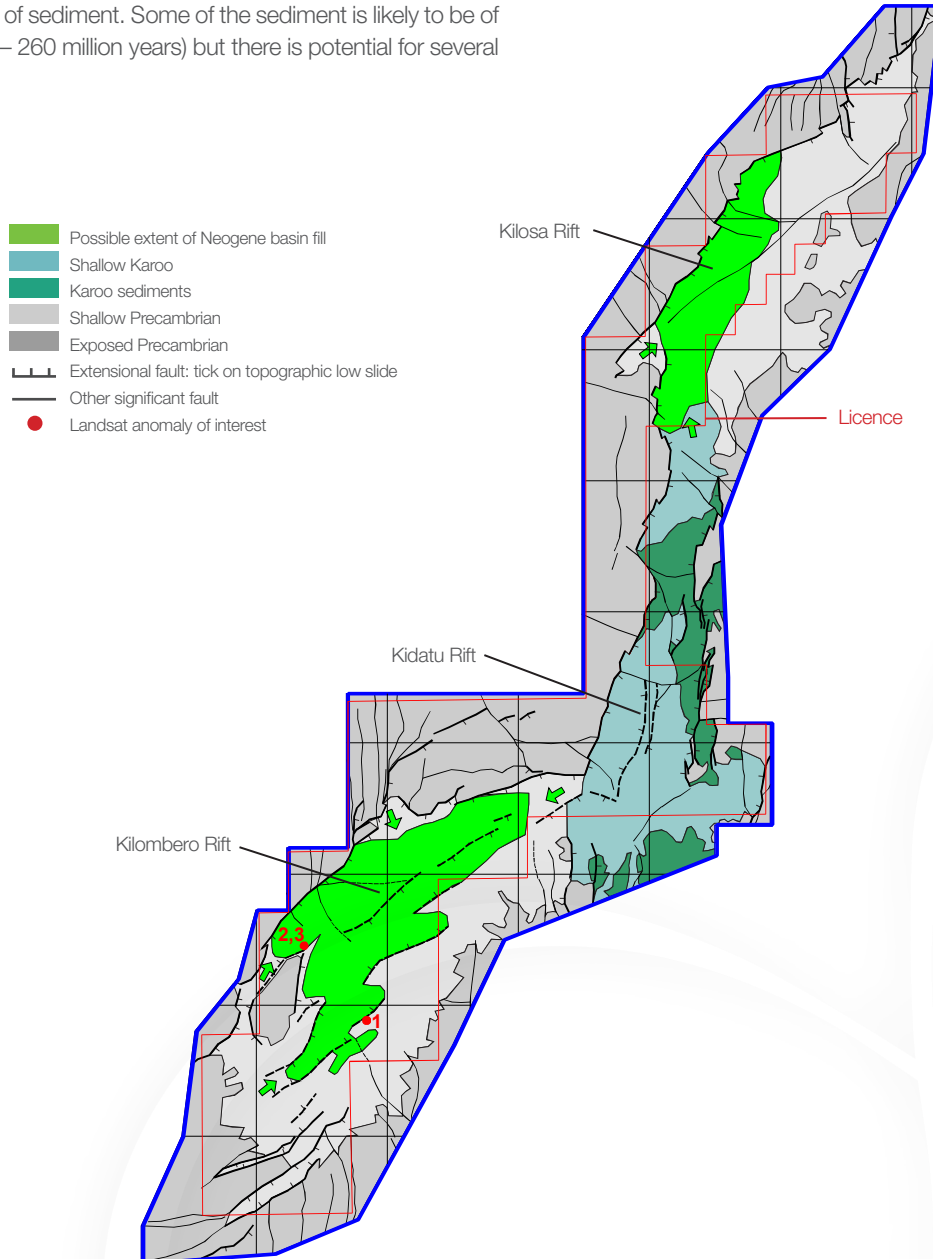 of sediment. Some of the sediment is likely to be of
– 260 million years) but there is potential for several
Possible extent of Neogene basin fill
Shallow Karoo
Karoo sediments
Shallow Precambrian
Exposed Precambrian
Extensional fault: tick on topographic low slide
Other significant fault
Landsat anomaly of interest
Kilosa Rift
Licence
Kidatu Rift
Kilombero Rift
2,3
1